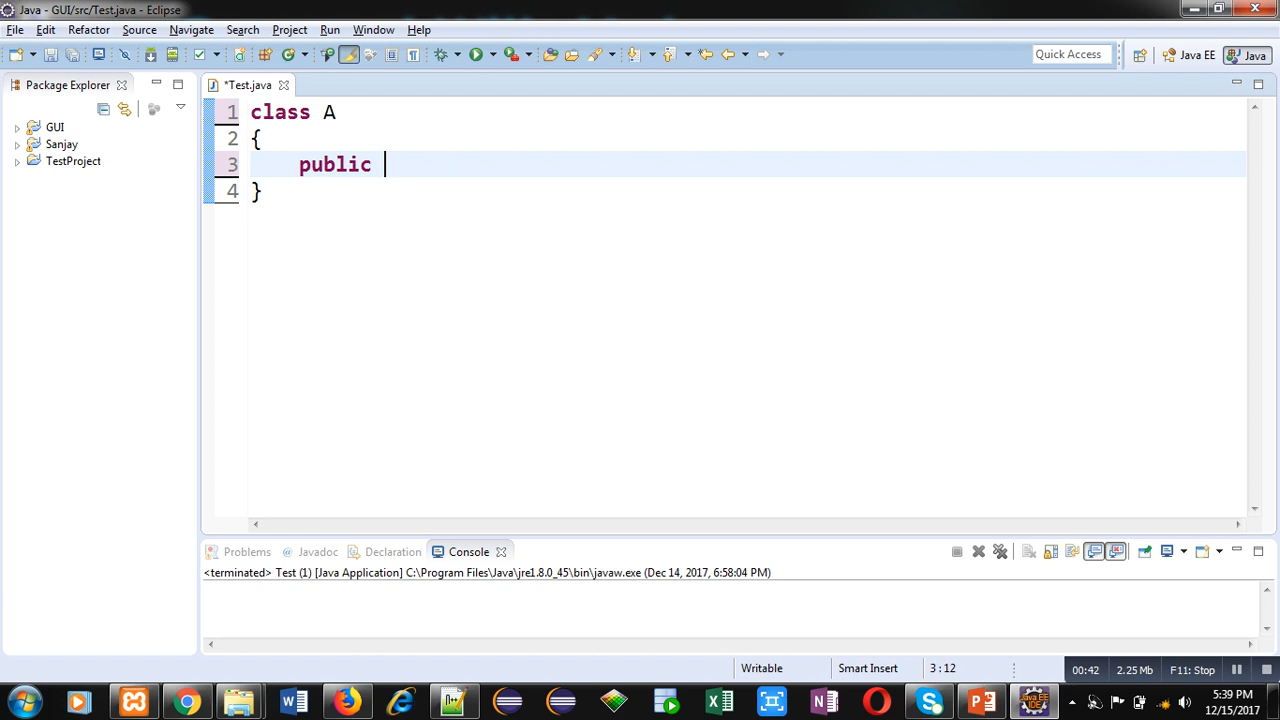 Java - GUI/src/Test.java - Eclipse
File Edit Refactor Source Navigate Search Project Run Window Help
Quick Access Java EE Java
Package Explorer
*Test.java
GUI
Sanjay
TestProject
1 class A
2 {
3 public
4 }
Problems Javadoc Declaration Console
<terminated> Test (1) [Java Application] C:\Program Files\Java\jre1.8.0_45\bin\javaw.exe (Dec 14, 2017, 6:58:04 PM)
Writable Smart Insert 3 : 12 00:42 2.25 Mb F11: Stop
5:39 PM
12/15/2017